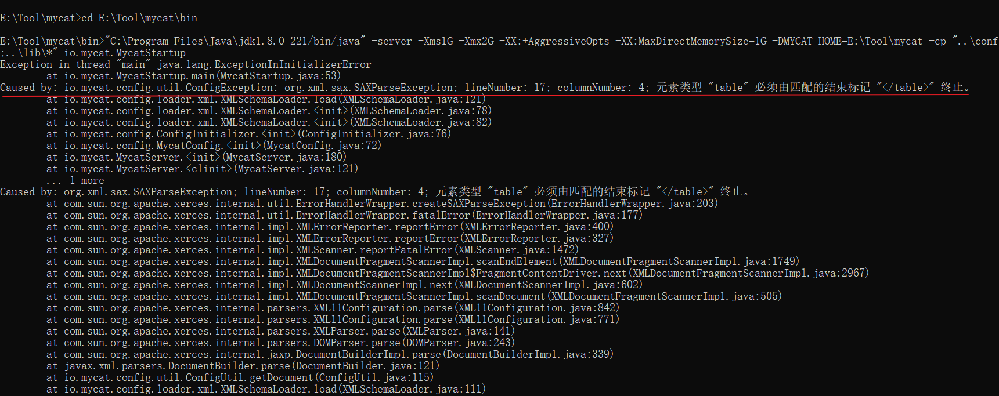 E:\Tool\mycat>cd E:\Tool\mycat\bin
E:\Tool\mycat\bin>"C:\Program Files\Java\jdk1.8.0_221/bin/java" -server -Xms1G -Xmx2G -XX:+AggressiveOpts -XX:MaxDirectMemorySize=1G -DMYCAT_HOME=E:\Tool\mycat -cp "..\conf
;..\lib\*" io.mycat.MycatStartup
Exception in thread "main" java.lang.ExceptionInInitializerError
at io.mycat.MycatStartup.main(MycatStartup.java:53)
Caused by: io.mycat.config.util.ConfigException: org.xml.sax.SAXParseException; lineNumber: 17; columnNumber: 4; 元素类型 "table" 必须由匹配的结束标记 "</table>" 终止。
at io.mycat.config.loader.xml.XMLSchemaLoader.load(XMLSchemaLoader.java:121)
at io.mycat.config.loader.xml.XMLSchemaLoader.<init>(XMLSchemaLoader.java:78)
at io.mycat.config.loader.xml.XMLSchemaLoader.<init>(XMLSchemaLoader.java:82)
at io.mycat.config.ConfigInitializer.<init>(ConfigInitializer.java:76)
at io.mycat.config.MycatConfig.<init>(MycatConfig.java:72)
at io.mycat.MycatServer.<init>(MycatServer.java:180)
at io.mycat.MycatServer.<clinit>(MycatServer.java:121)
... 1 more
Caused by: org.xml.sax.SAXParseException; lineNumber: 17; columnNumber: 4; 元素类型 "table" 必须由匹配的结束标记 "</table>" 终止。
at com.sun.org.apache.xerces.internal.util.ErrorHandlerWrapper.createSAXParseException(ErrorHandlerWrapper.java:203)
at com.sun.org.apache.xerces.internal.util.ErrorHandlerWrapper.fatalError(ErrorHandlerWrapper.java:177)
at com.sun.org.apache.xerces.internal.impl.XMLErrorReporter.reportError(XMLErrorReporter.java:400)
at com.sun.org.apache.xerces.internal.impl.XMLErrorReporter.reportError(XMLErrorReporter.java:327)
at com.sun.org.apache.xerces.internal.impl.XMLScanner.reportFatalError(XMLScanner.java:1472)
at com.sun.org.apache.xerces.internal.impl.XMLDocumentFragmentScannerImpl.scanEndElement(XMLDocumentFragmentScannerImpl.java:1749)
at com.sun.org.apache.xerces.internal.impl.XMLDocumentFragmentScannerImpl$FragmentContentDriver.next(XMLDocumentFragmentScannerImpl.java:2967)
at com.sun.org.apache.xerces.internal.impl.XMLDocumentScannerImpl.next(XMLDocumentScannerImpl.java:602)
at com.sun.org.apache.xerces.internal.impl.XMLDocumentFragmentScannerImpl.scanDocument(XMLDocumentFragmentScannerImpl.java:505)
at com.sun.org.apache.xerces.internal.parsers.XML11Configuration.parse(XML11Configuration.java:842)
at com.sun.org.apache.xerces.internal.parsers.XML11Configuration.parse(XML11Configuration.java:771)
at com.sun.org.apache.xerces.internal.parsers.XMLParser.parse(XMLParser.java:141)
at com.sun.org.apache.xerces.internal.parsers.DOMParser.parse(DOMParser.java:243)
at com.sun.org.apache.xerces.internal.jaxp.DocumentBuilderImpl.parse(DocumentBuilderImpl.java:339)
at javax.xml.parsers.DocumentBuilder.parse(DocumentBuilder.java:121)
at io.mycat.config.util.ConfigUtil.getDocument(ConfigUtil.java:115)
at io.mycat.config.loader.xml.XMLSchemaLoader.load(XMLSchemaLoader.java:111)